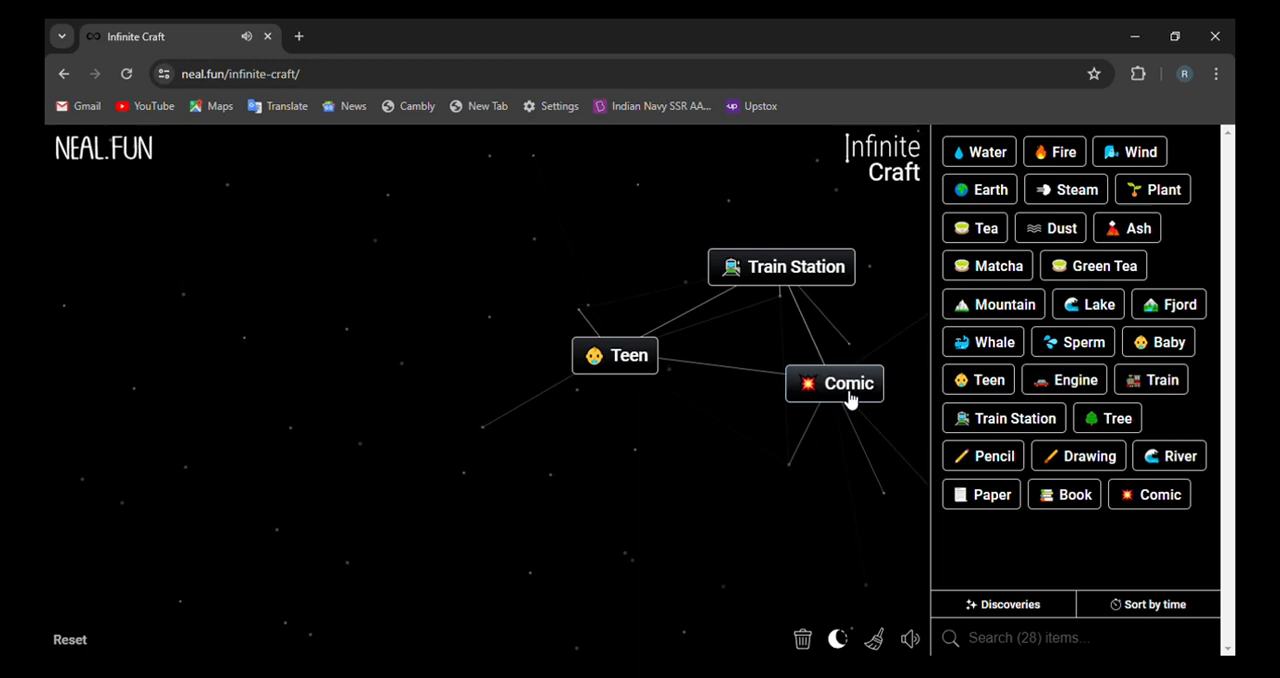 Infinite Craft
neal.fun/infinite-craft/
R
Gmail YouTube Maps Translate News Cambly New Tab Settings Indian Navy SSR AA... Upstox
NEAL.FUN
Infinite
Craft
Train Station
Teen
Comic
Water Fire Wind
Earth Steam Plant
Tea Dust Ash
Matcha Green Tea
Mountain Lake Fjord
Whale Sperm Baby
Teen Engine Train
Train Station Tree
Pencil Drawing River
Paper Book Comic
Discoveries Sort by time
Reset
Search (28) items...